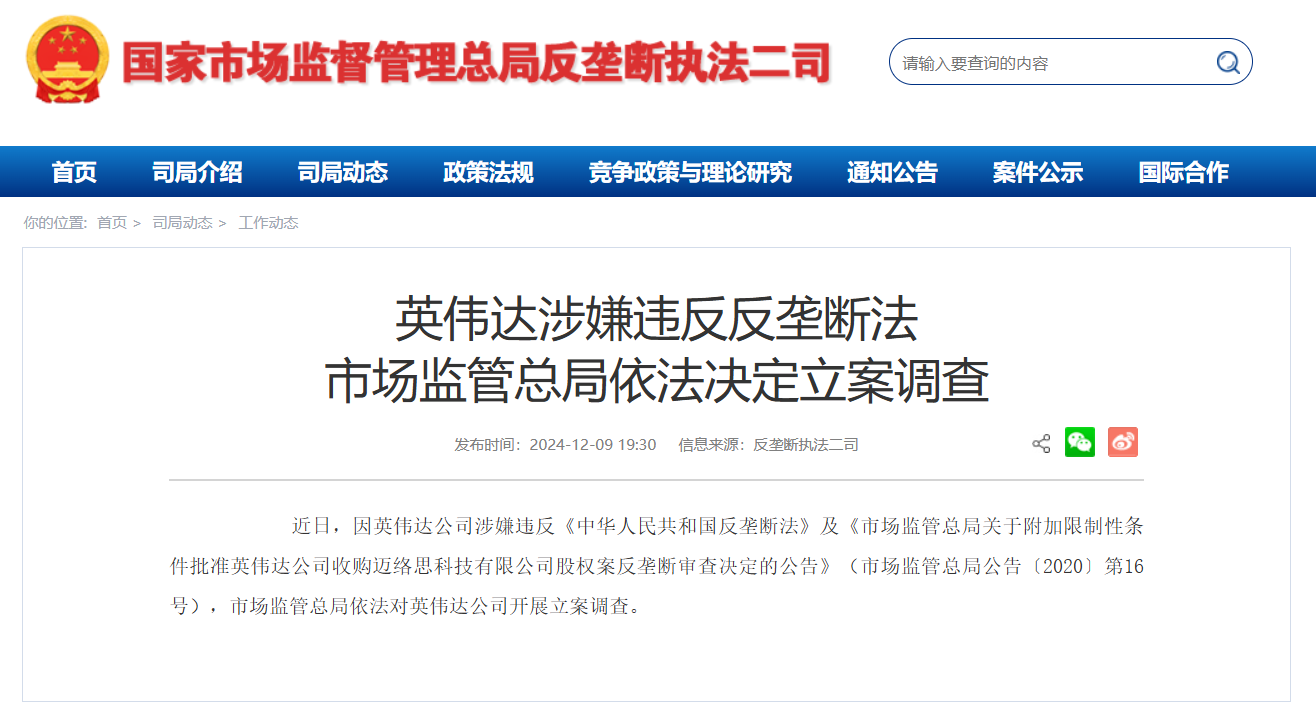 国家市场监督管理总局反垄断执法二司
请输入要查询的内容
首页 司局介绍 司局动态 政策法规 竞争政策与理论研究 通知公告 案件公示 国际合作
你的位置: 首页 > 司局动态 > 工作动态
英伟达涉嫌违反反垄断法
市场监管总局依法决定立案调查
发布时间：2024-12-09 19:30 信息来源：反垄断执法二司
近日，因英伟达公司涉嫌违反《中华人民共和国反垄断法》及《市场监管总局关于附加限制性条
件批准英伟达公司收购迈络思科技有限公司股权案反垄断审查决定的公告》（市场监管总局公告〔2020〕第16
号），市场监管总局依法对英伟达公司开展立案调查。